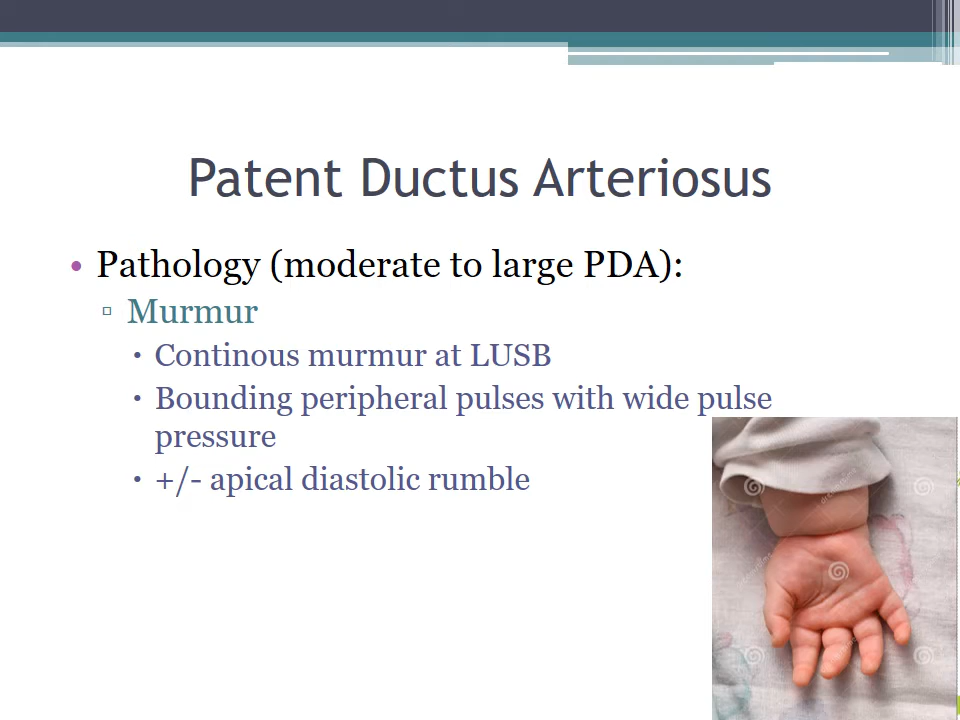 Patent Ductus Arteriosus
• Pathology (moderate to large PDA):
▫ Murmur
▪ Continous murmur at LUSB
▪ Bounding peripheral pulses with wide pulse
pressure
▪ +/- apical diastolic rumble